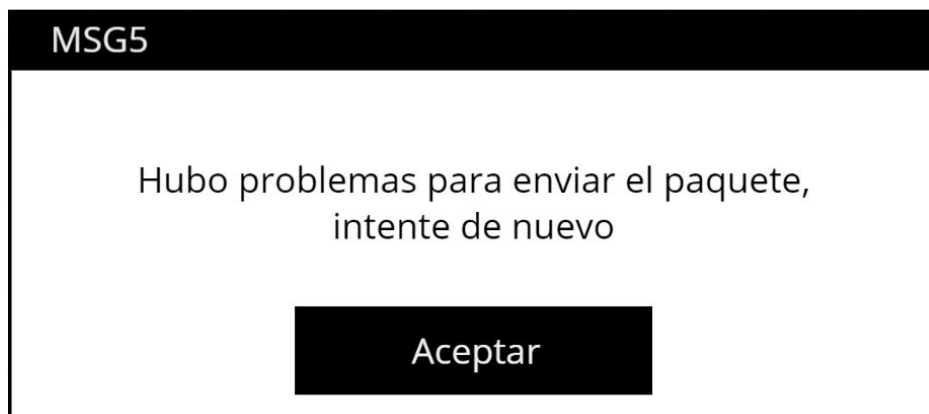 MSG5
Hubo problemas para enviar el paquete,
intente de nuevo
Aceptar